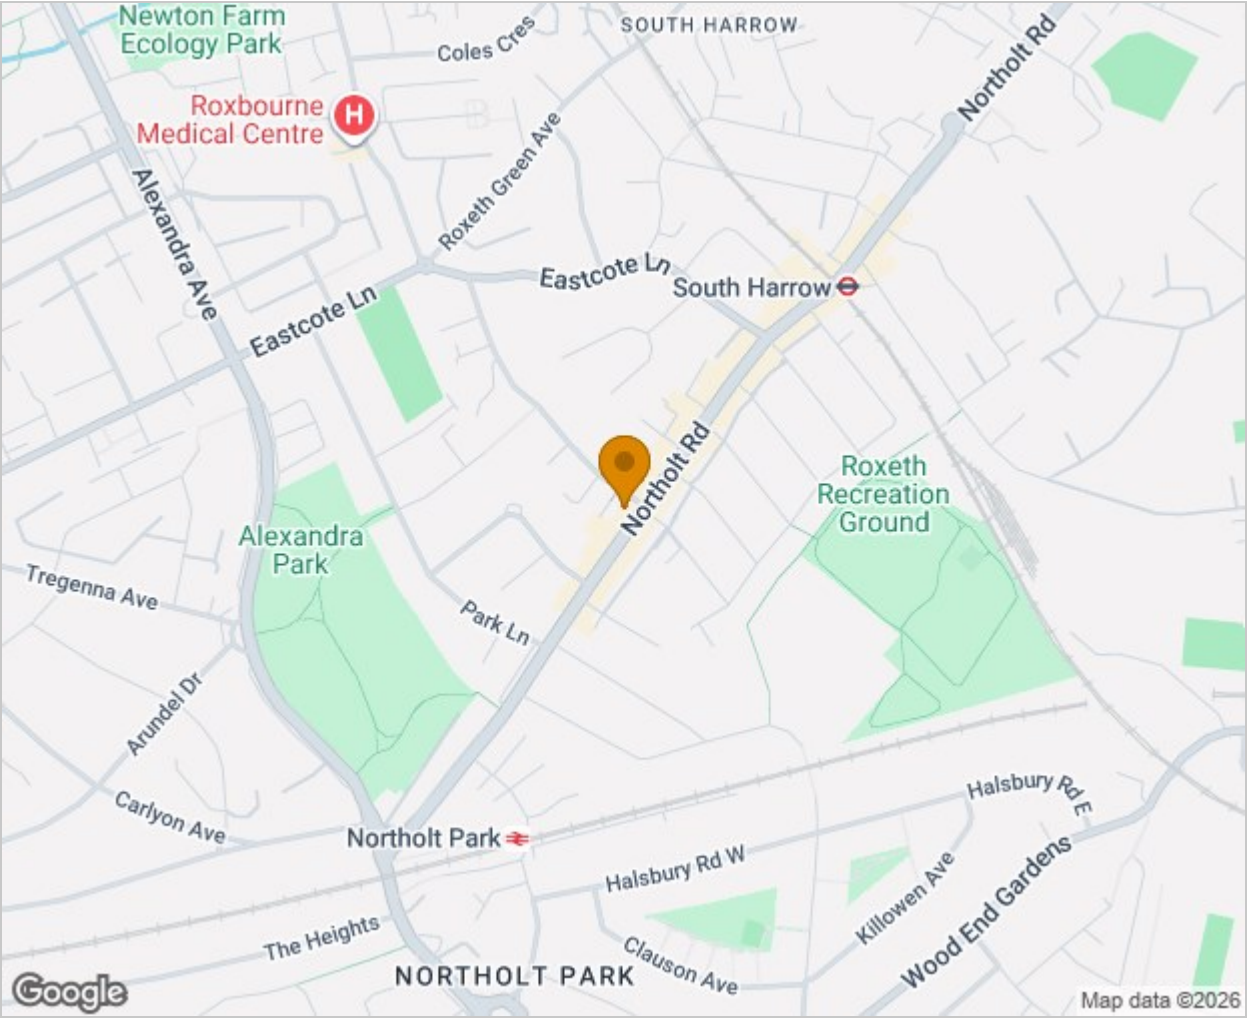 Newton Farm
Ecology Park
Coles Cres
SOUTH HARROW
Northolt Rd
Roxbourne
Medical Centre
H
Roxeth Green Ave
Alexandra Ave
Eastcote Ln
South Harrow
Eastcote Ln
Northolt Rd
Roxeth
Recreation
Ground
Alexandra
Park
Tregenna Ave
Park Ln
Arundel Dr
Carlyon Ave
Northolt Park
Halsbury Rd E
Halsbury Rd W
Killowen Ave
Wood End Gardens
The Heights
Clauson Ave
NORTHOLT PARK
Google
Map data ©2026